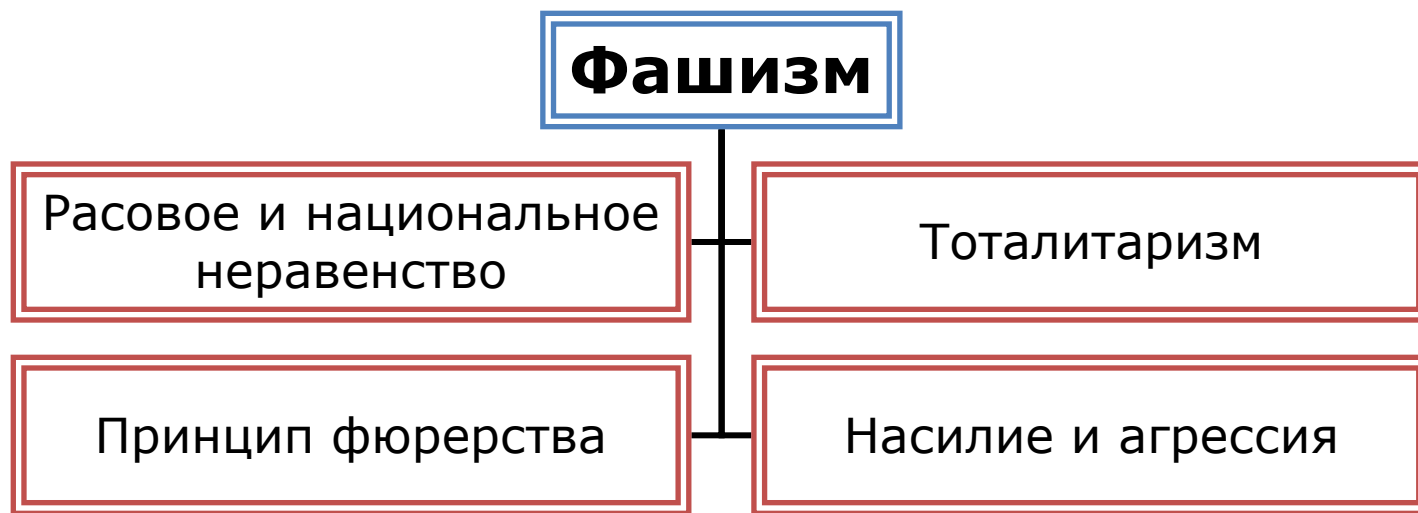 Фашизм
Расовое и национальное
неравенство
Тоталитаризм
Принцип фюрерства
Насилие и агрессия